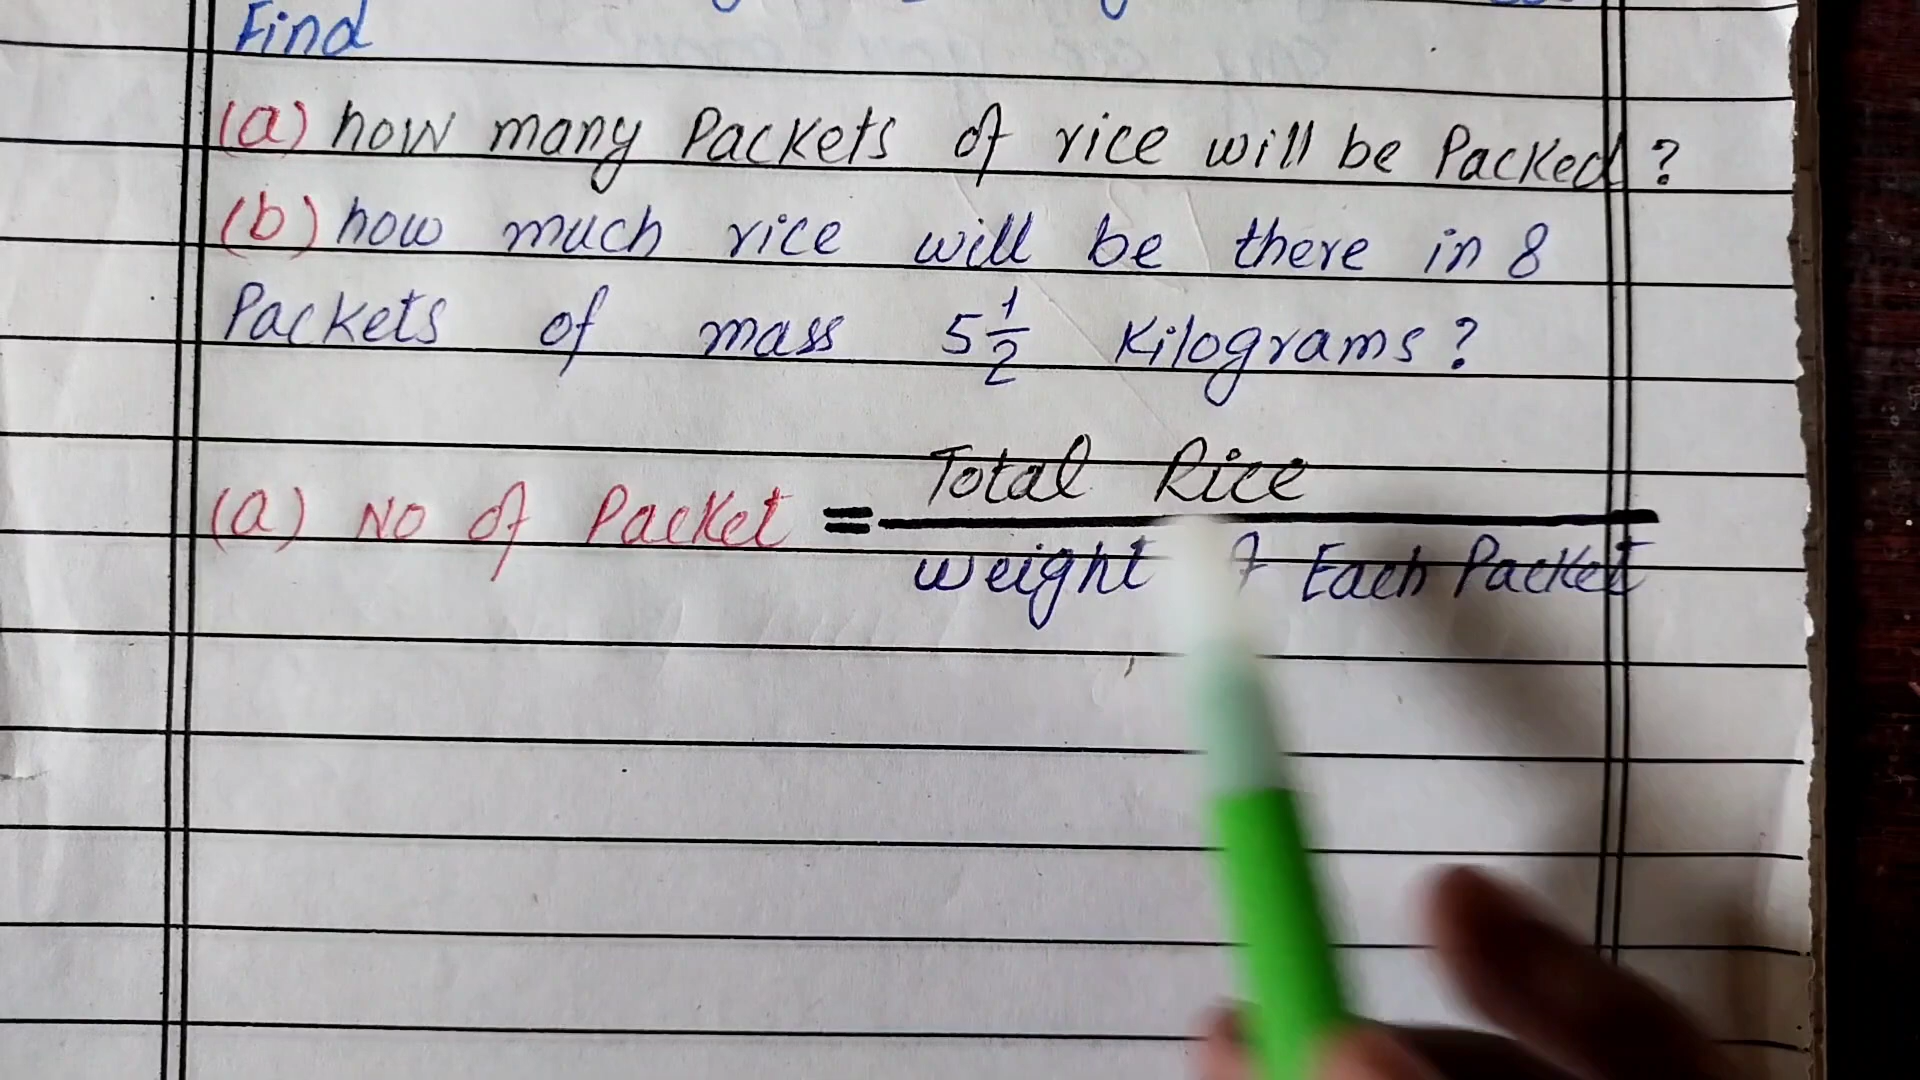 Find
(a) how many Packets of rice will be Packed ?
(b) how much rice will be there in 8
Packets of mass 5 1/2 Kilograms ?
(a) No of Packet = Total Rice
weight Each Packet